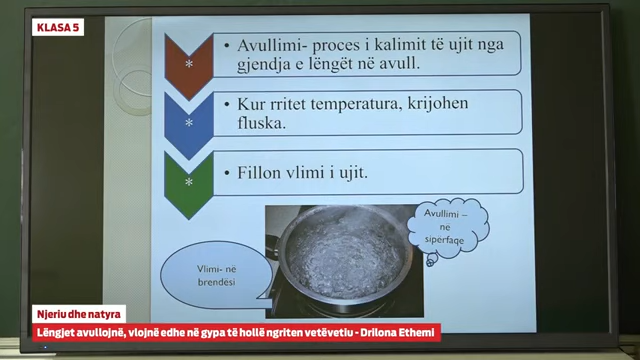 KLASA 5
• Avullimi- proces i kalimit të ujit nga
gjendja e lëngët në avull.
*
• Kur rritet temperatura, krijohen
fluska.
*
• Fillon vlimi i ujit.
*
Avullimi –
në
sipërfaqe
Vlimi- në
brendësi
Njeriu dhe natyra
Lëngjet avullojnë, vlojnë edhe në gypa të hollë ngriten vetëvetiu - Drilona Ethemi